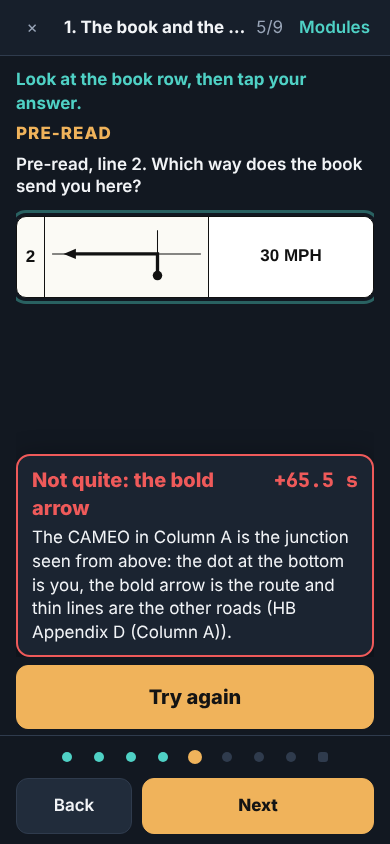 × 1. The book and the ... 5/9 Modules
Look at the book row, then tap your
answer.
PRE-READ
Pre-read, line 2. Which way does the book
send you here?
2 30 MPH
Not quite: the bold +65.5 s
arrow
The CAMEO in Column A is the junction
seen from above: the dot at the bottom
is you, the bold arrow is the route and
thin lines are the other roads (HB
Appendix D (Column A)).
Try again
Back Next